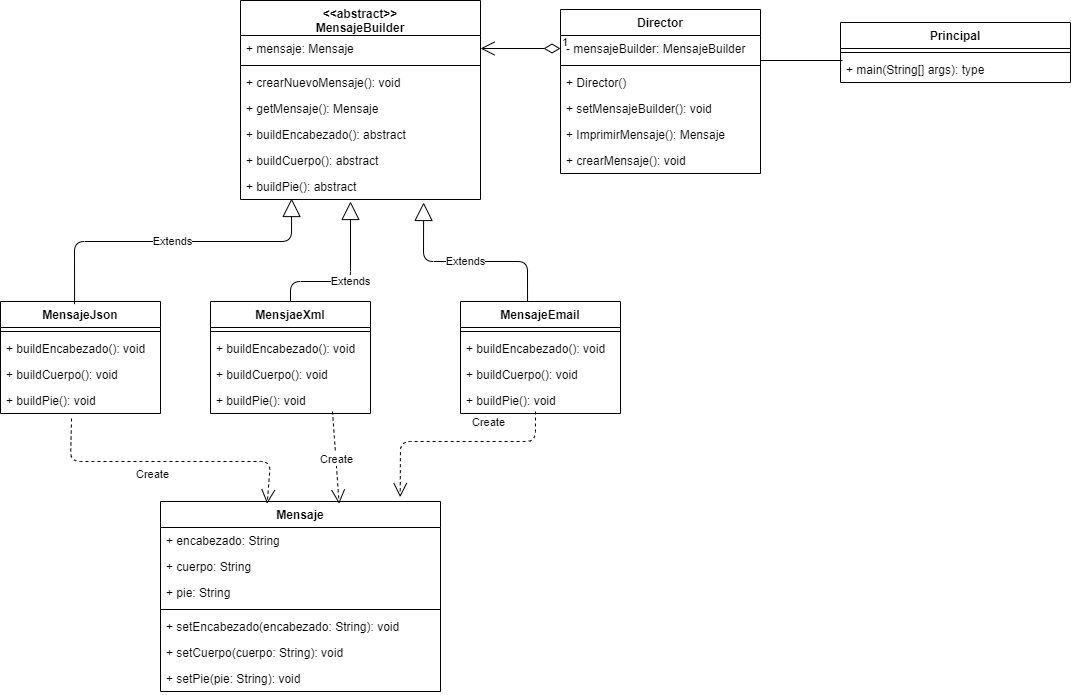 <<abstract>>
MensajeBuilder
+ mensaje: Mensaje
+ crearNuevoMensaje(): void
+ getMensaje(): Mensaje
+ buildEncabezado(): abstract
+ buildCuerpo(): abstract
+ buildPie(): abstract
Director
1
- mensajeBuilder: MensajeBuilder
+ Director()
+ setMensajeBuilder(): void
+ ImprimirMensaje(): Mensaje
+ crearMensaje(): void
Principal
+ main(String[] args): type
Extends
Extends
Extends
MensajeJson
+ buildEncabezado(): void
+ buildCuerpo(): void
+ buildPie(): void
MensjaeXml
+ buildEncabezado(): void
+ buildCuerpo(): void
+ buildPie(): void
MensajeEmail
+ buildEncabezado(): void
+ buildCuerpo(): void
+ buildPie(): void
Create
Create
Create
Mensaje
+ encabezado: String
+ cuerpo: String
+ pie: String
+ setEncabezado(encabezado: String): void
+ setCuerpo(cuerpo: String): void
+ setPie(pie: String): void